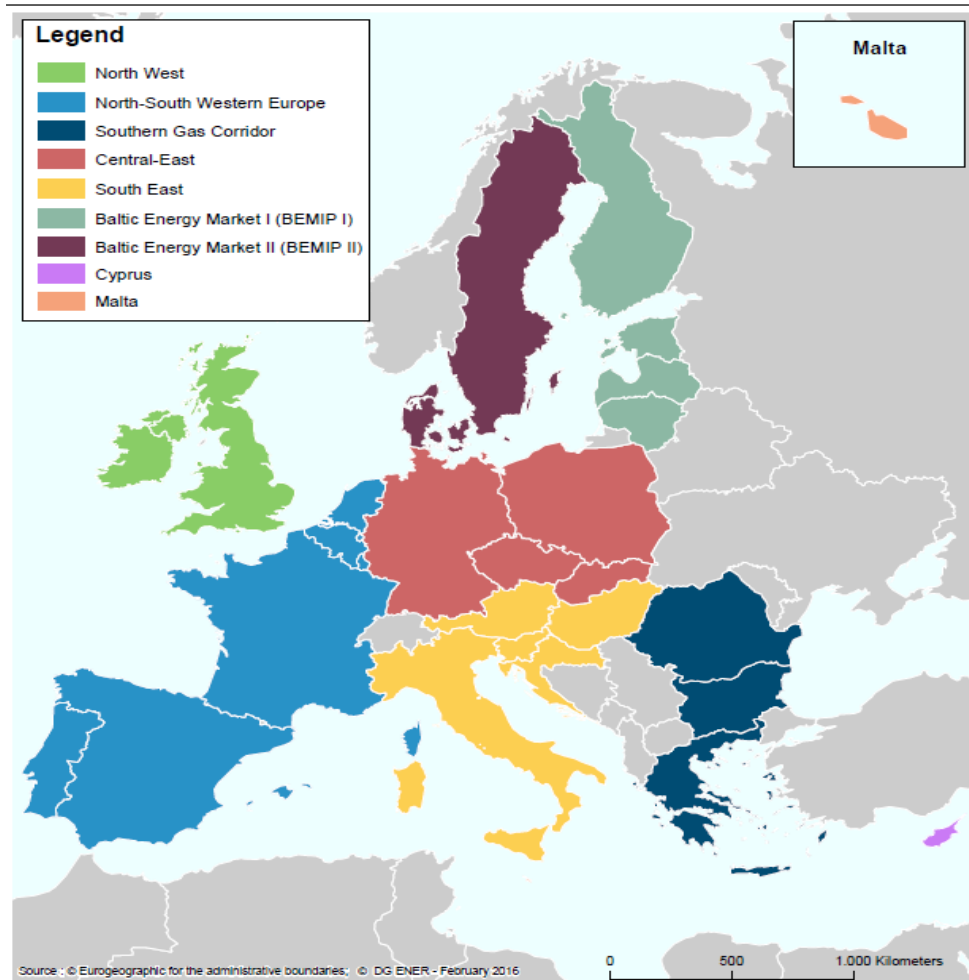 Legend
North West
North-South Western Europe
Southern Gas Corridor
Central-East
South East
Baltic Energy Market I (BEMIP I)
Baltic Energy Market II (BEMIP II)
Cyprus
Malta
Malta
Source : © Eurogeographic for the administrative boundaries; © DG ENER - February 2016
0 500 1.000 Kilometers